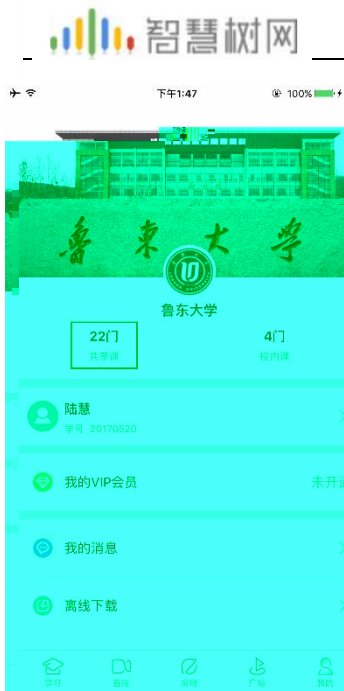 智慧树网
下午1:47
100%
鲁东大学
鲁东大学
22门
4门
共享课
校内课
陆慧
学号 20170520
我的VIP会员
未开通
我的消息
离线下载
学习
直播
发现
广场
我的